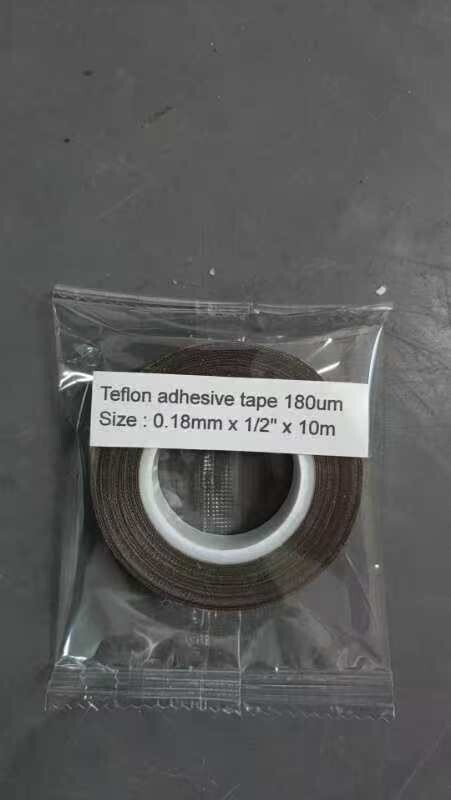 Teflon adhesive tape 180um
Size : 0.18mm x 1/2" x 10m